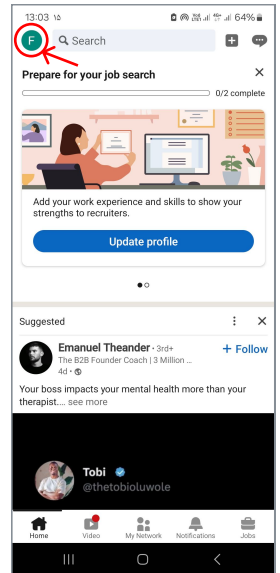 13:03
64%
F
Search
Prepare for your job search
0/2 complete
Add your work experience and skills to show your
strengths to recruiters.
Update profile
Suggested
Emanuel Theander • 3rd+
The B2B Founder Coach | 3 Million ...
4d •
+ Follow
Your boss impacts your mental health more than your
therapist.... see more
Tobi
@thetobioluwole
Home
Video
My Network
Notifications
Jobs